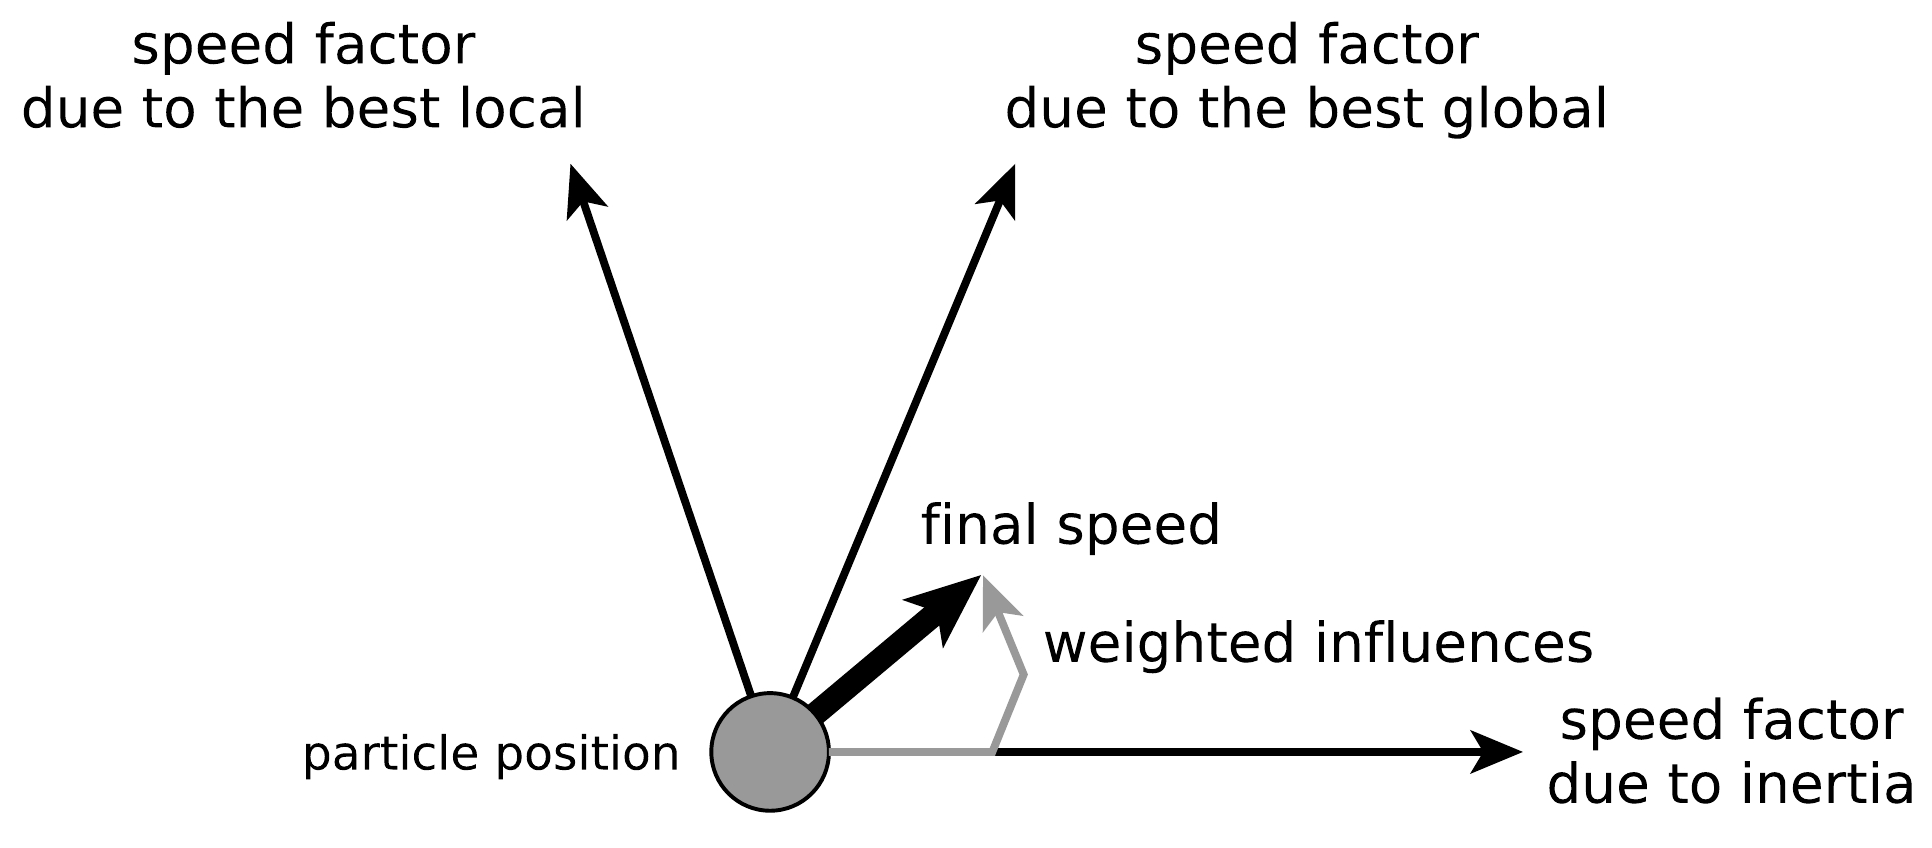 speed factor
due to the best local
speed factor
due to the best global
final speed
weighted influences
particle position
speed factor
due to inertia